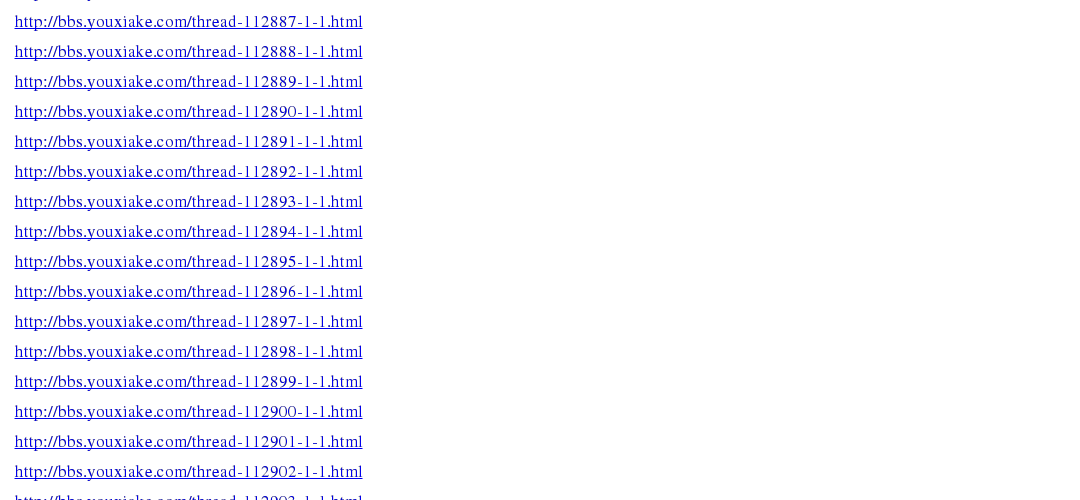 http://bbs.youxiake.com/thread-112887-1-1.html
http://bbs.youxiake.com/thread-112888-1-1.html
http://bbs.youxiake.com/thread-112889-1-1.html
http://bbs.youxiake.com/thread-112890-1-1.html
http://bbs.youxiake.com/thread-112891-1-1.html
http://bbs.youxiake.com/thread-112892-1-1.html
http://bbs.youxiake.com/thread-112893-1-1.html
http://bbs.youxiake.com/thread-112894-1-1.html
http://bbs.youxiake.com/thread-112895-1-1.html
http://bbs.youxiake.com/thread-112896-1-1.html
http://bbs.youxiake.com/thread-112897-1-1.html
http://bbs.youxiake.com/thread-112898-1-1.html
http://bbs.youxiake.com/thread-112899-1-1.html
http://bbs.youxiake.com/thread-112900-1-1.html
http://bbs.youxiake.com/thread-112901-1-1.html
http://bbs.youxiake.com/thread-112902-1-1.html